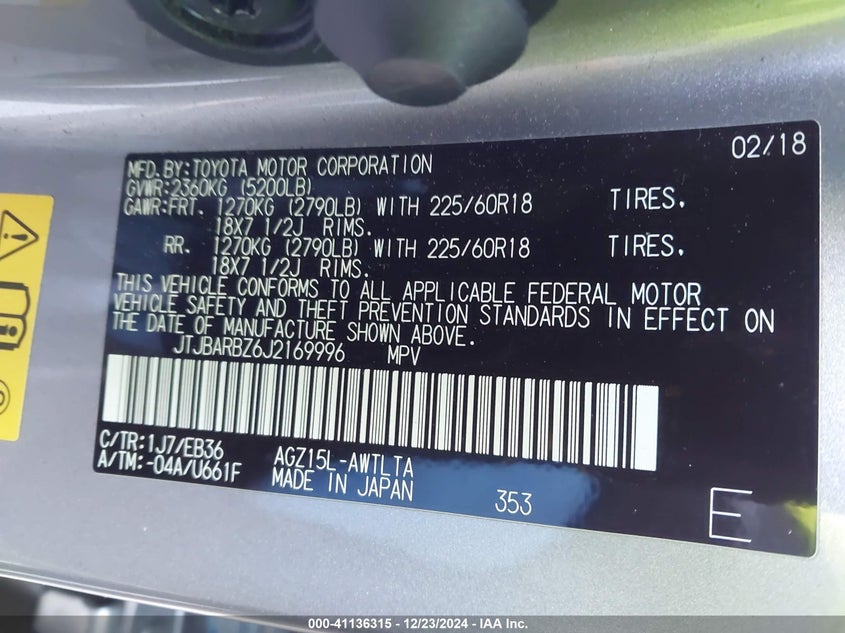 02/18
MFD.BY:TOYOTA MOTOR CORPORATION
GVWR:2360KG (5200LB)
GAWR:FRT. 1270KG (2790LB) WITH 225/60R18 TIRES.
18X7 1/2J RIMS.
RR. 1270KG (2790LB) WITH 225/60R18 TIRES.
18X7 1/2J RIMS.
THIS VEHICLE CONFORMS TO ALL APPLICABLE FEDERAL MOTOR
VEHICLE SAFETY AND THEFT PREVENTION STANDARDS IN EFFECT ON
THE DATE OF MANUFACTURE SHOWN ABOVE.
JTJBARBZ6J2169996 MPV
C/TR:1J7/EB36 AGZ15L-AWTLTA
A/TM:-04A/U661F MADE IN JAPAN 353 E
000-41136315 - 12/23/2024 - IAA Inc.